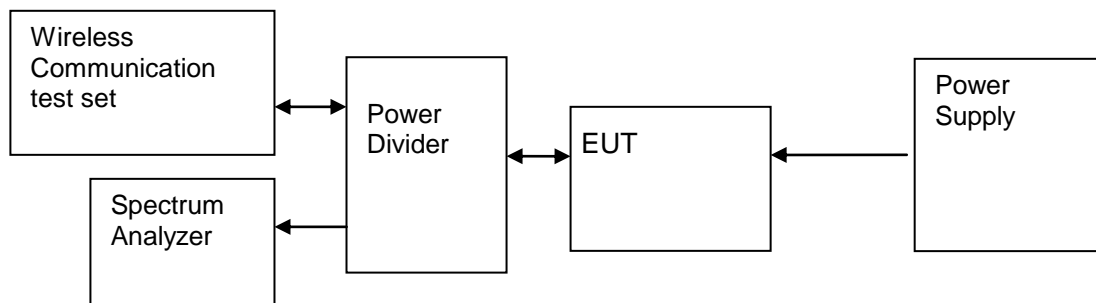 Wireless
Communication
test set
Power
Divider
EUT
Power
Supply
Spectrum
Analyzer